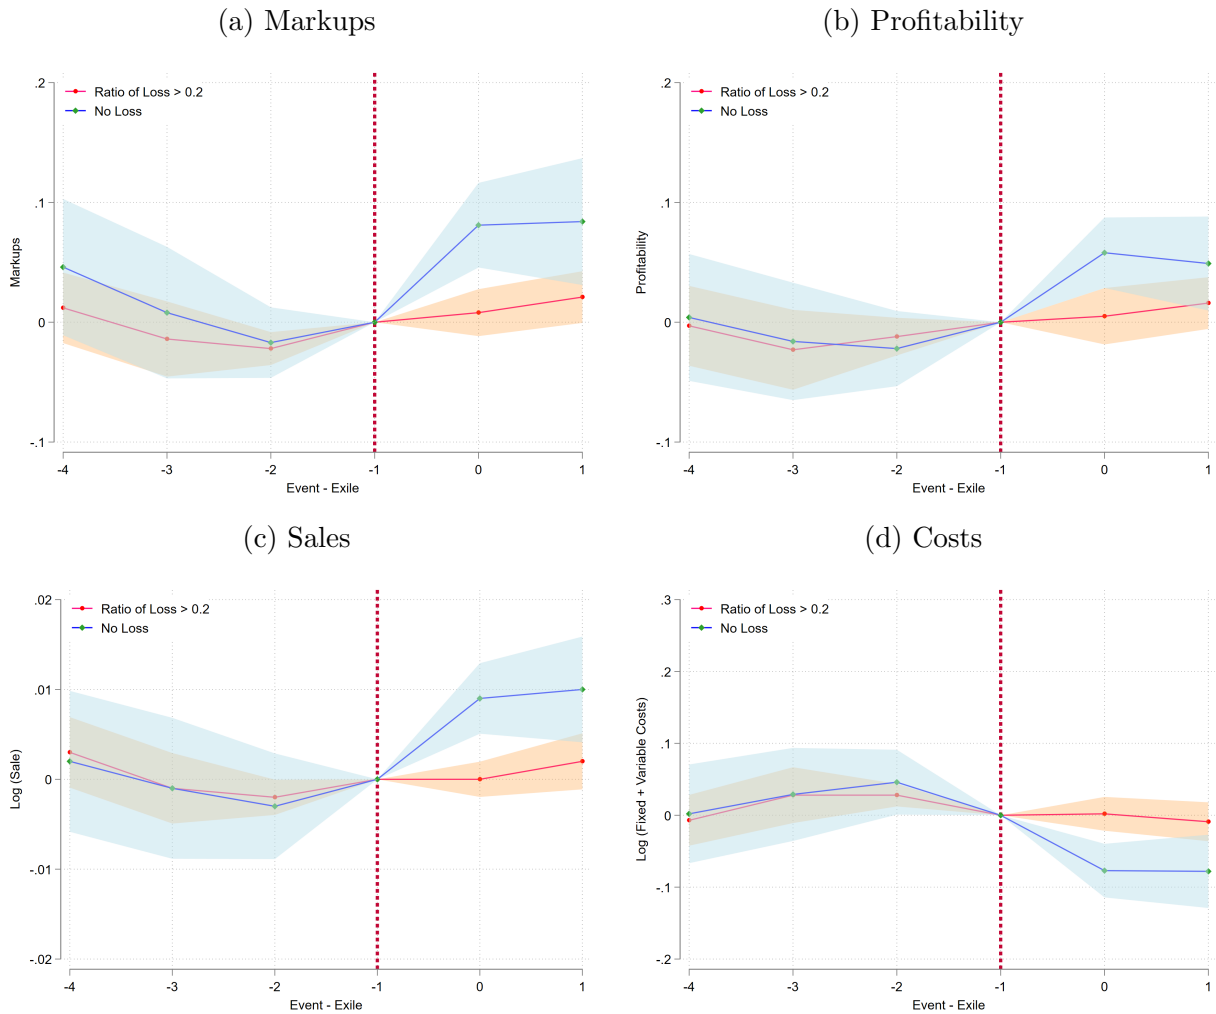 (a) Markups
Ratio of Loss > 0.2
No Loss
.2
.1
0
-.1
Markups
-4
-3
-2
-1
0
1
Event - Exile
(b) Profitability
Ratio of Loss > 0.2
No Loss
.2
.1
0
-.1
Profitability
-4
-3
-2
-1
0
1
Event - Exile
(c) Sales
Ratio of Loss > 0.2
No Loss
.02
.01
0
-.01
-.02
Log (Sale)
-4
-3
-2
-1
0
1
Event - Exile
(d) Costs
Ratio of Loss > 0.2
No Loss
.3
.2
.1
0
-.1
-.2
Log (Fixed + Variable Costs)
-4
-3
-2
-1
0
1
Event - Exile